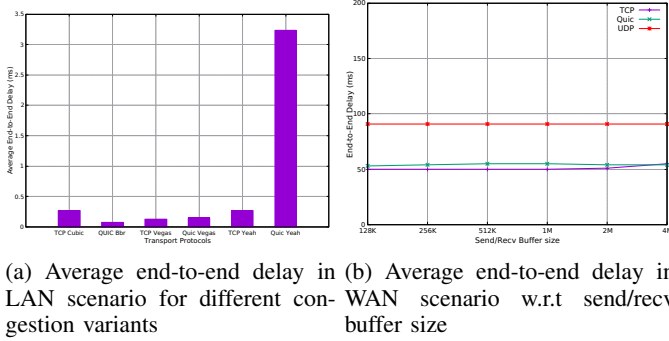 3.5
3
2.5
2
1.5
1
0.5
0
Average End-to-End Delay (ms)
TCP Cubic QUIC Bbr TCP Vegas Quic Vegas TCP Yeah Quic Yeah
Transport Protocols
200
150
100
50
0
End-to-End Delay (ms)
TCP
Quic
UDP
128K 256K 512K 1M 2M 4M
Send/Recv Buffer size
(a) Average end-to-end delay in
LAN scenario for different con-
gestion variants
(b) Average end-to-end delay in
WAN scenario w.r.t send/recv
buffer size